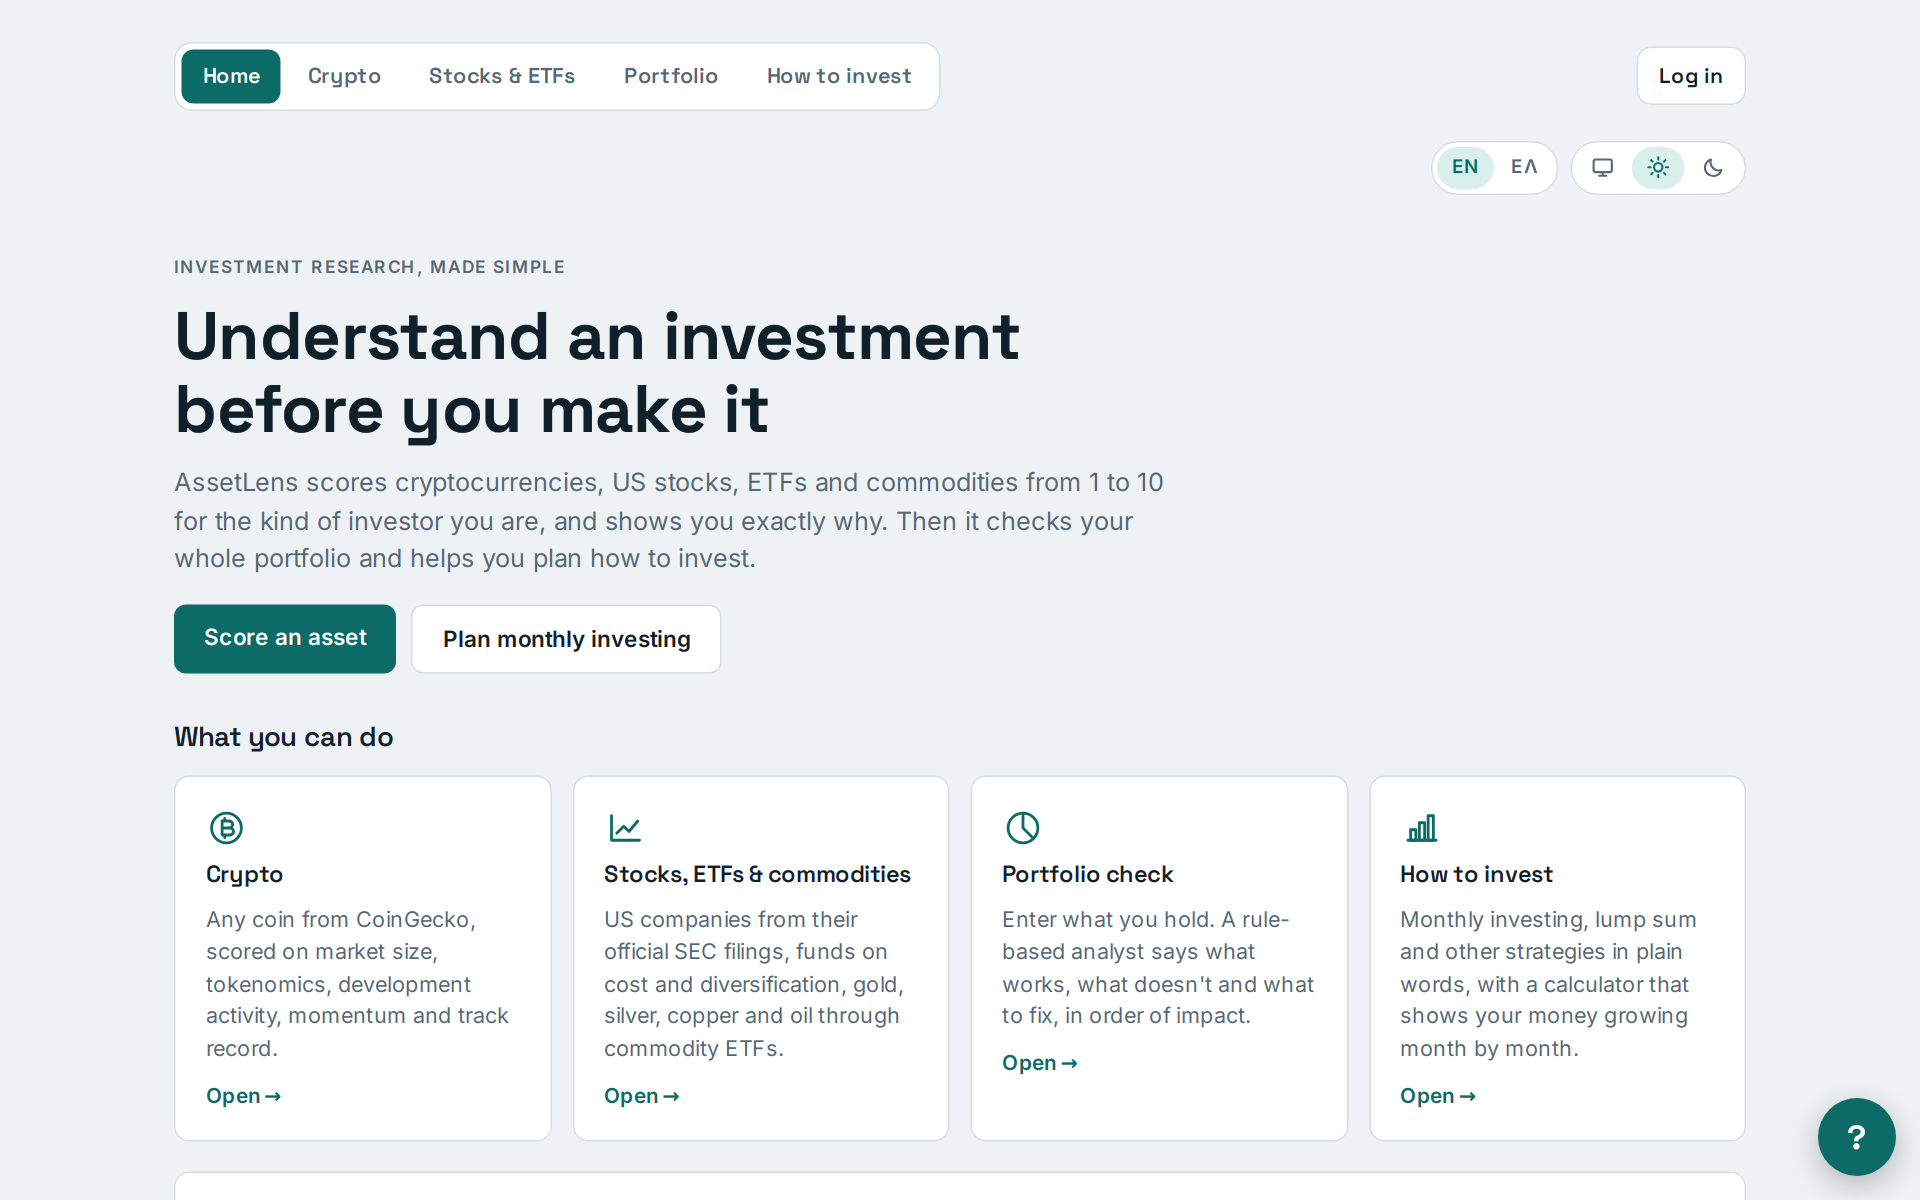 Home Crypto Stocks & ETFs Portfolio How to invest Log in
EN ΕΛ
INVESTMENT RESEARCH, MADE SIMPLE
Understand an investment
before you make it
AssetLens scores cryptocurrencies, US stocks, ETFs and commodities from 1 to 10
for the kind of investor you are, and shows you exactly why. Then it checks your
whole portfolio and helps you plan how to invest.
Score an asset Plan monthly investing
What you can do
Crypto
Any coin from CoinGecko,
scored on market size,
tokenomics, development
activity, momentum and track
record.
Open →
Stocks, ETFs & commodities
US companies from their
official SEC filings, funds on
cost and diversification, gold,
silver, copper and oil through
commodity ETFs.
Open →
Portfolio check
Enter what you hold. A rule-
based analyst says what
works, what doesn't and what
to fix, in order of impact.
Open →
How to invest
Monthly investing, lump sum
and other strategies in plain
words, with a calculator that
shows your money growing
month by month.
Open →
?